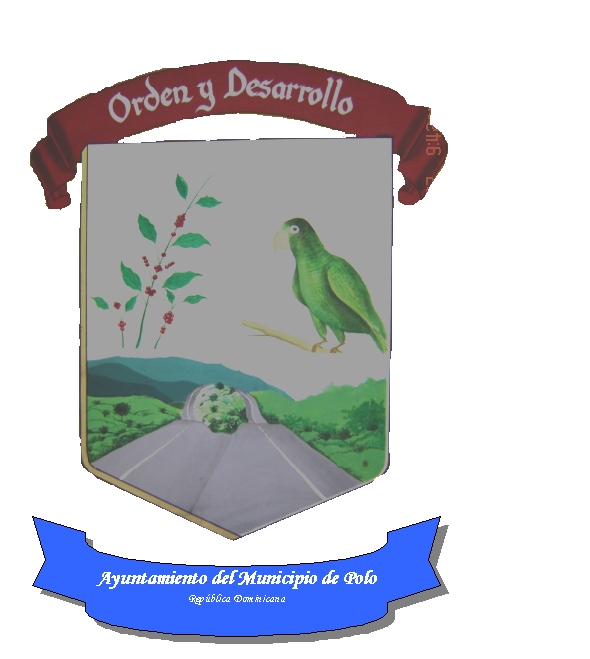 Orden y Desarrollo
Ayuntamiento del Municipio de Polo
República Dominicana